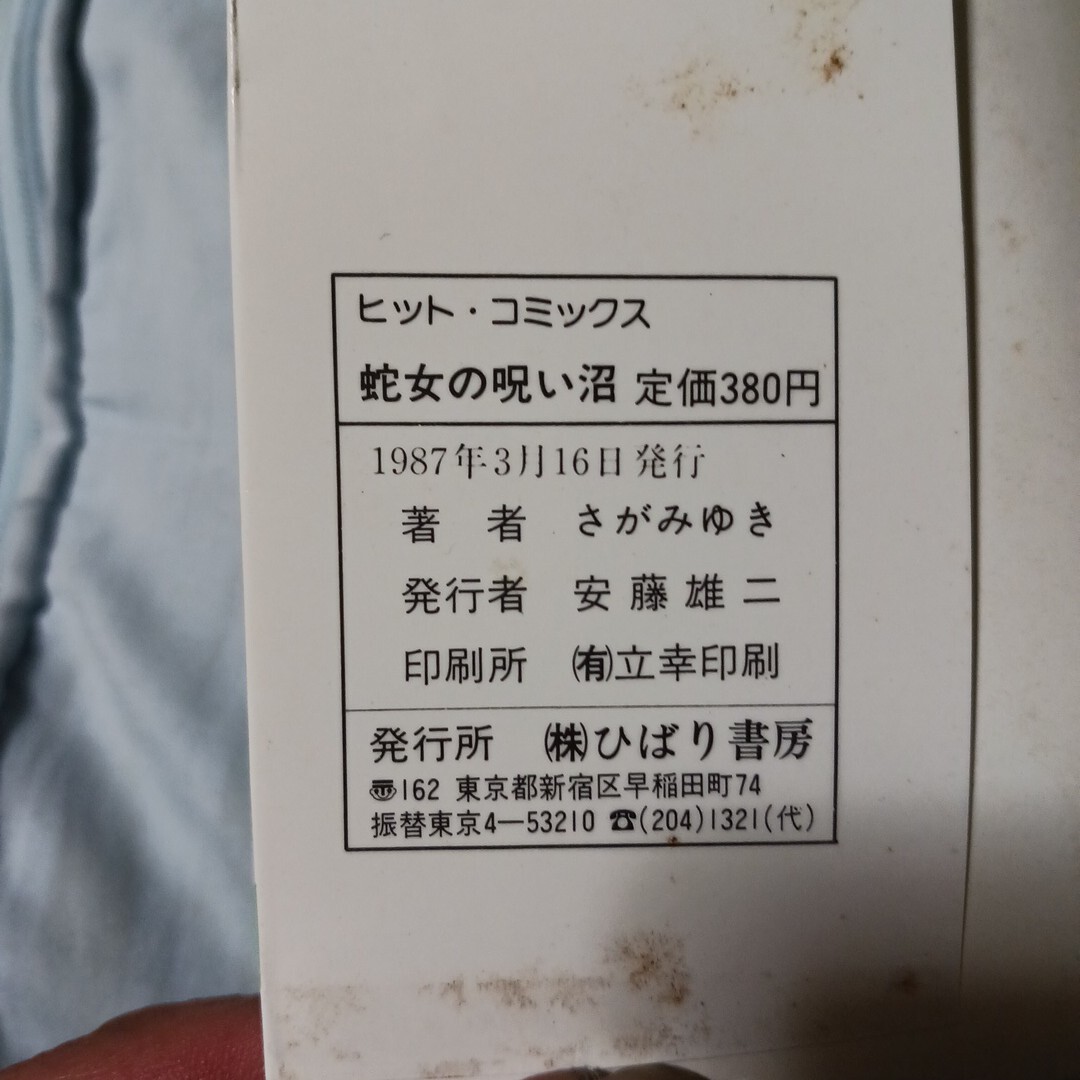 ヒット・コミックス
蛇女の呪い沼 定価380円
1987年3月16日発行
著 者 さがみゆき
発行者 安藤雄二
印刷所 ㈲立幸印刷
発行所 ㈱ひばり書房
〠162 東京都新宿区早稲田町74
振替東京4―53210 ☎(204)1321(代)